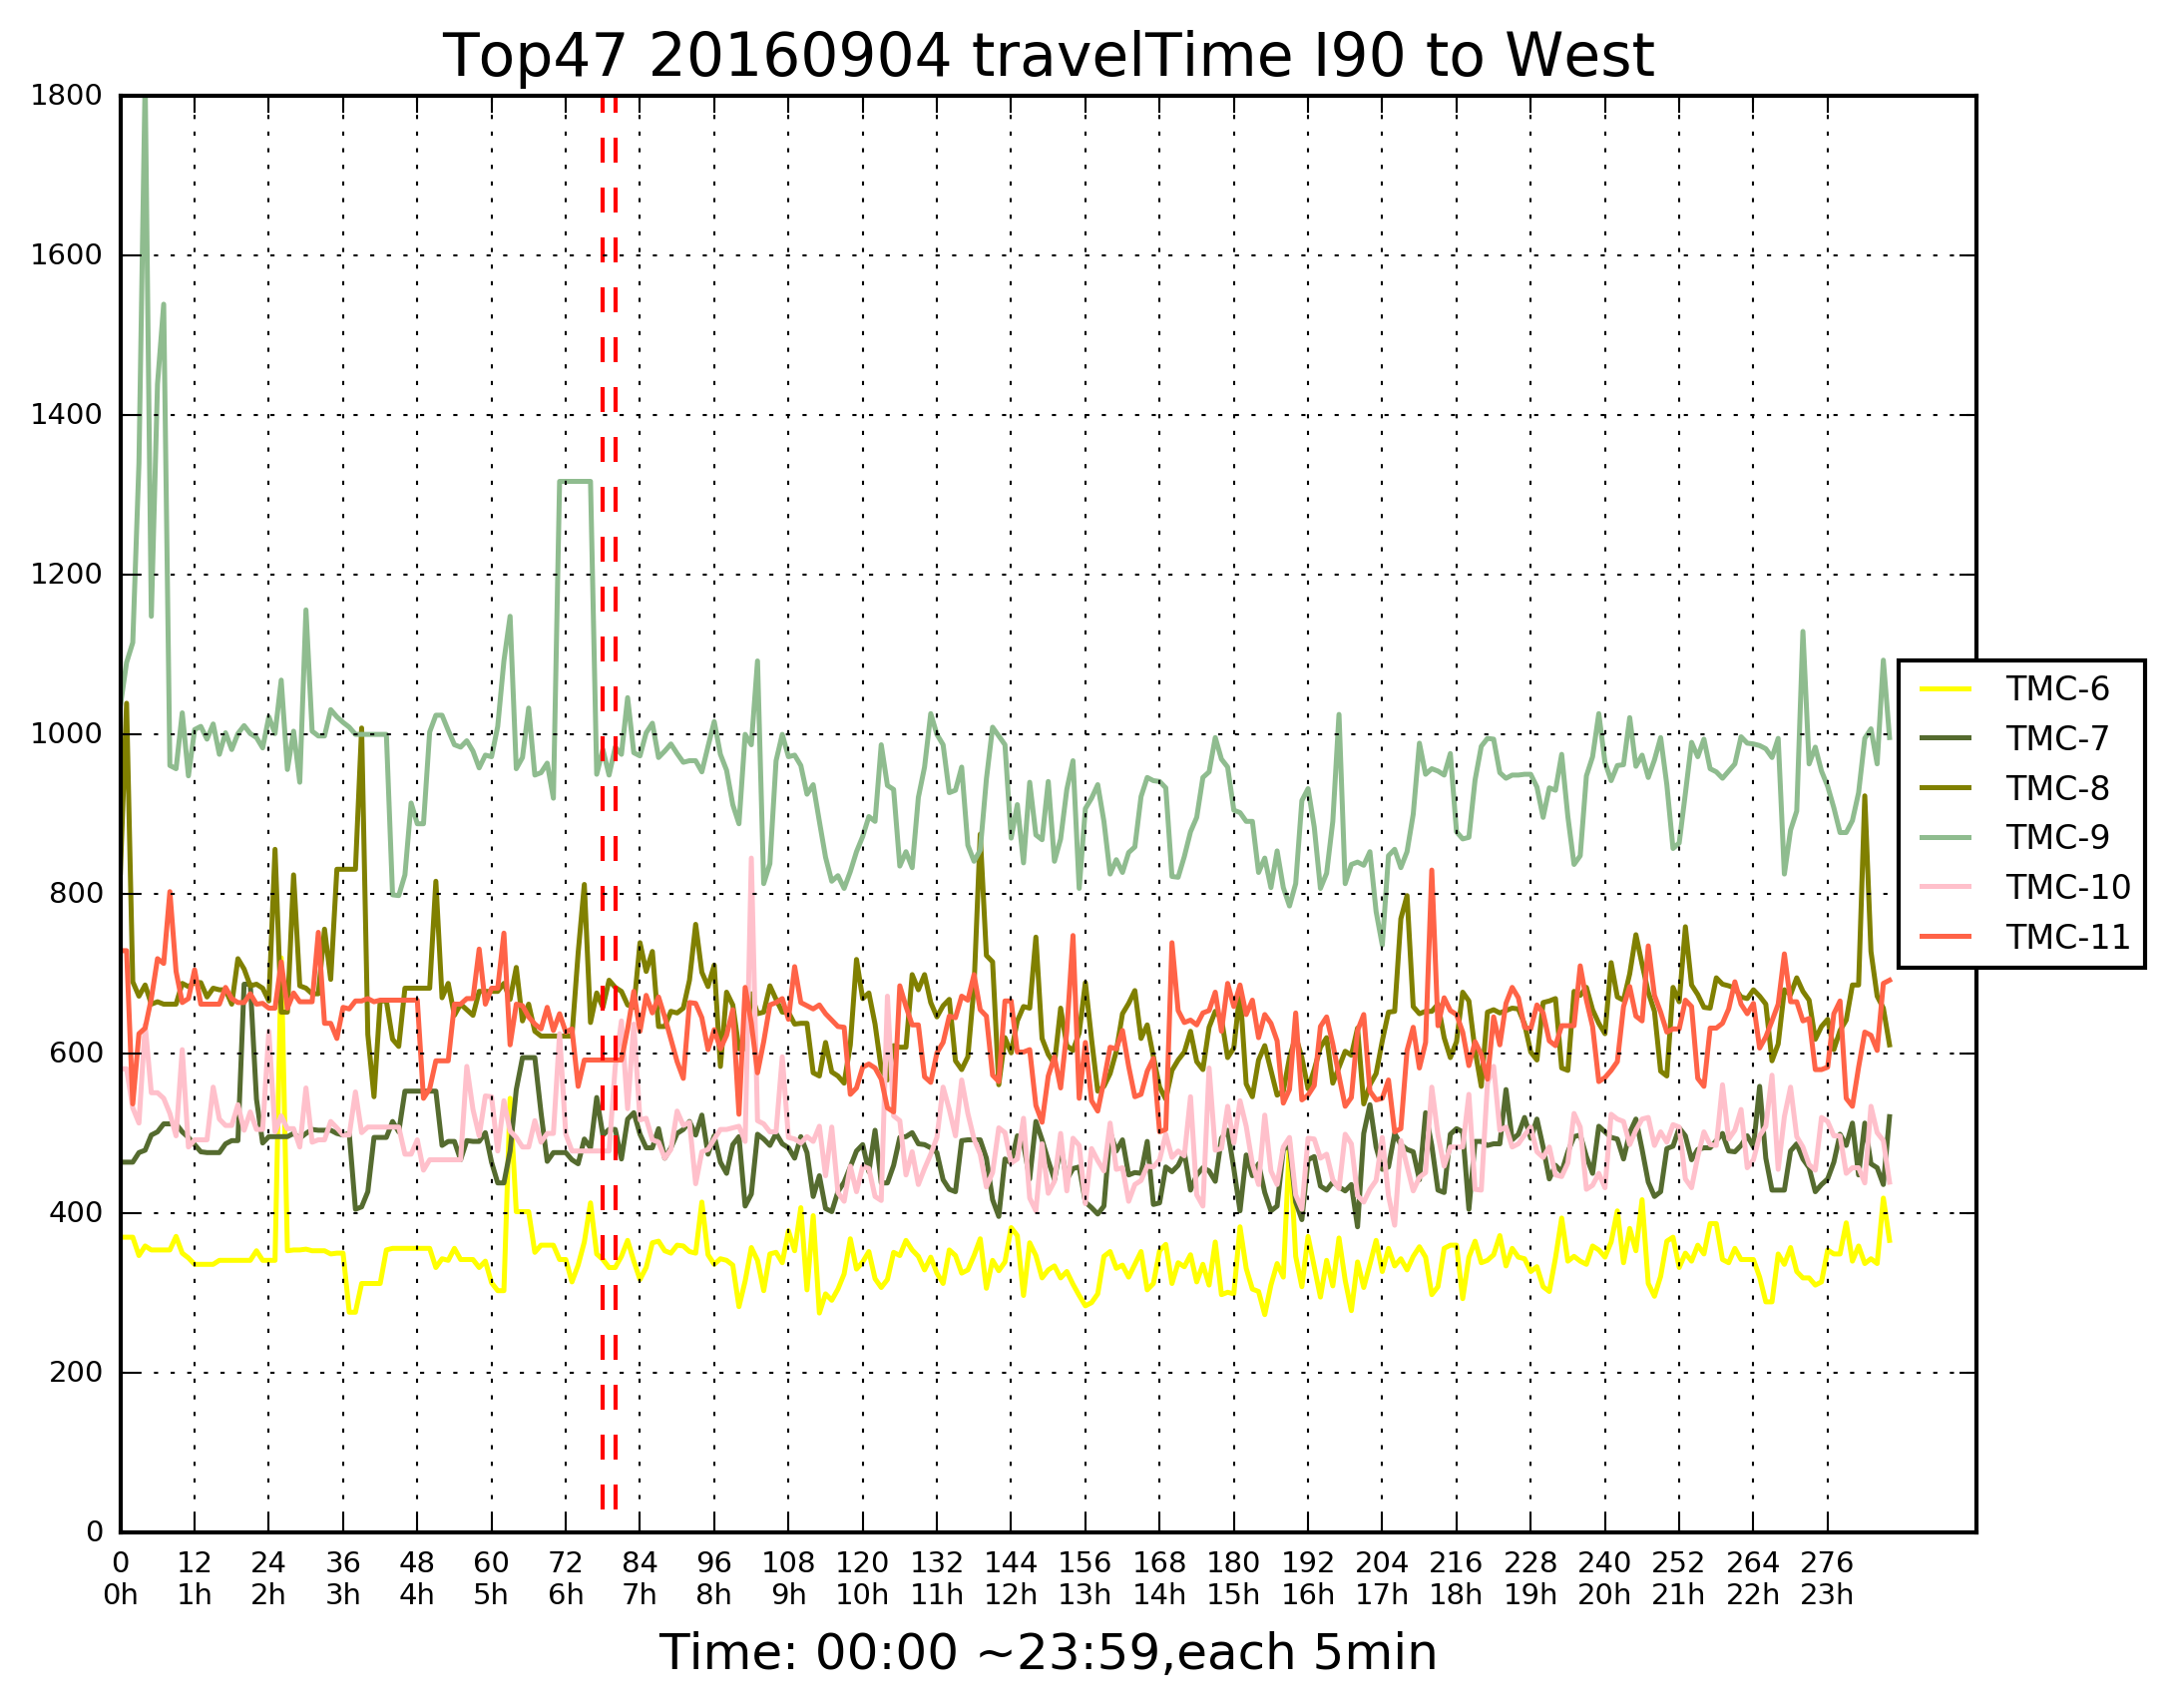 Top47 20160904 travelTime I90 to West
1800
1600
1400
1200
1000
800
600
400
200
0
TMC-6
TMC-7
TMC-8
TMC-9
TMC-10
TMC-11
0 12 24 36 48 60 72 84 96 108 120 132 144 156 168 180 192 204 216 228 240 252 264 276
0h 1h 2h 3h 4h 5h 6h 7h 8h 9h 10h 11h 12h 13h 14h 15h 16h 17h 18h 19h 20h 21h 22h 23h
Time: 00:00 ~23:59,each 5min